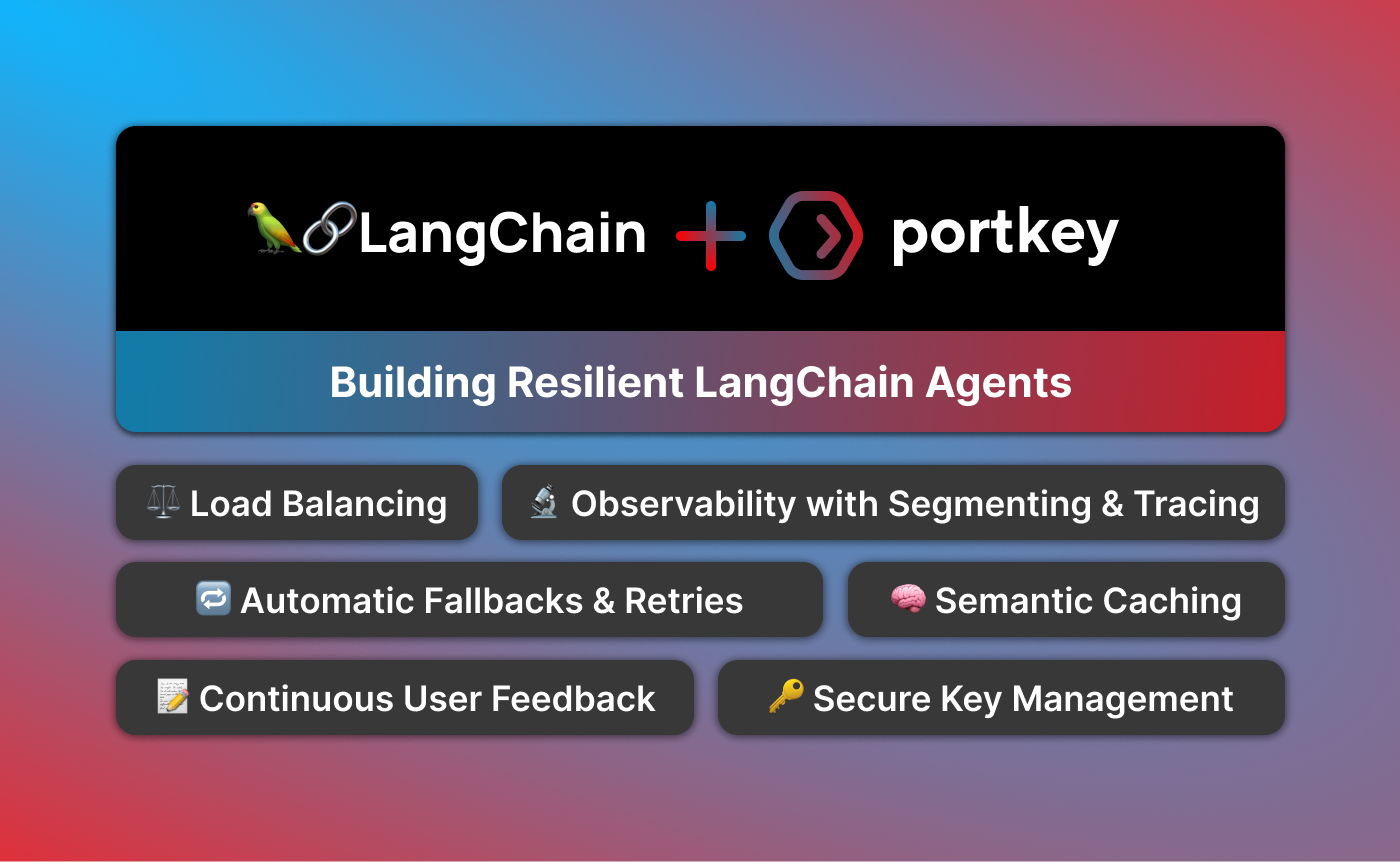 🦜🔗LangChain + portkey
Building Resilient LangChain Agents
⚖️ Load Balancing
🔬 Observability with Segmenting & Tracing
🔁 Automatic Fallbacks & Retries
🧠 Semantic Caching
📝 Continuous User Feedback
🔑 Secure Key Management